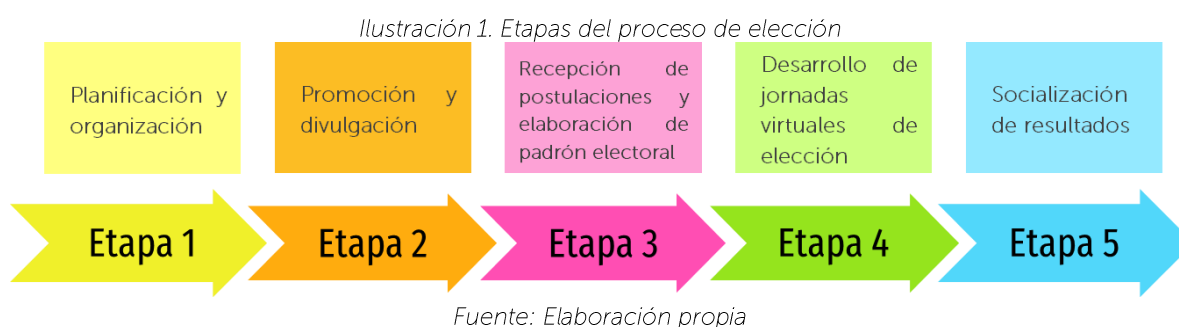 Ilustración 1. Etapas del proceso de elección
Planificación y
organización
Promoción y
divulgación
Recepción de
postulaciones y
elaboración de
padrón electoral
Desarrollo de
jornadas
virtuales de
elección
Socialización
de resultados
Etapa 1
Etapa 2
Etapa 3
Etapa 4
Etapa 5
Fuente: Elaboración propia